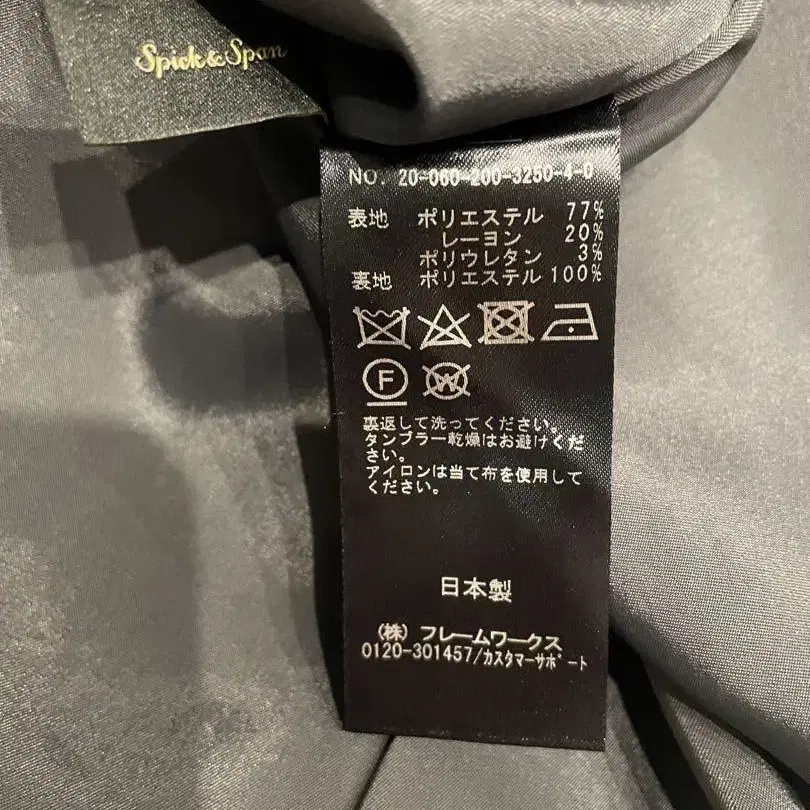 Spick&Span
NO. 20-060-200-3250-4-0
表地 ポリエステル 77%
レーヨン 20%
ポリウレタン 3%
裏地 ポリエステル 100%
F W
裏返して洗ってください。
タンブラー乾燥はお避けくだ
さい。
アイロンは当て布を使用して
ください。
日本製
(株) フレームワークス
0120-301457/カスタマーサポート